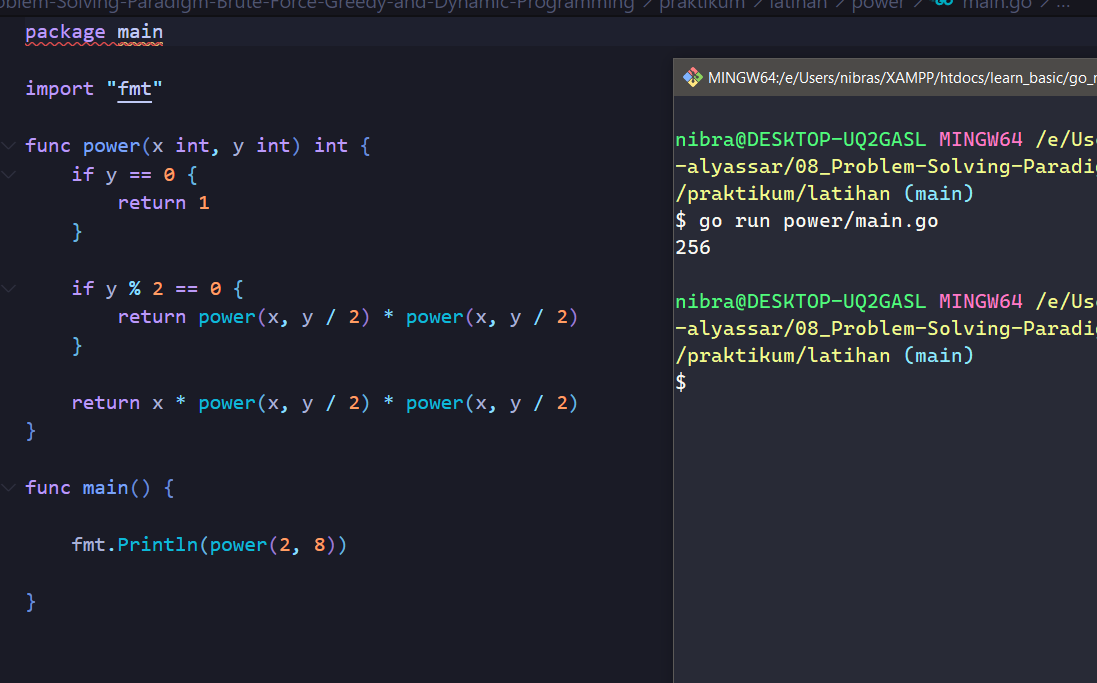 oblem-Solving-Paradigm-Brute-Force-Greedy-and-Dynamic-Programming > praktikum > latihan > power > main.go > ...
package main
import "fmt"
func power(x int, y int) int {
if y == 0 {
return 1
}
if y % 2 == 0 {
return power(x, y / 2) * power(x, y / 2)
}
return x * power(x, y / 2) * power(x, y / 2)
}
func main() {
fmt.Println(power(2, 8))
}
MINGW64:/e/Users/nibras/XAMPP/htdocs/learn_basic/go_
nibra@DESKTOP-UQ2GASL MINGW64 /e/Us
-alyassar/08_Problem-Solving-Paradi
/praktikum/latihan (main)
$ go run power/main.go
256
nibra@DESKTOP-UQ2GASL MINGW64 /e/Us
-alyassar/08_Problem-Solving-Paradi
/praktikum/latihan (main)
$